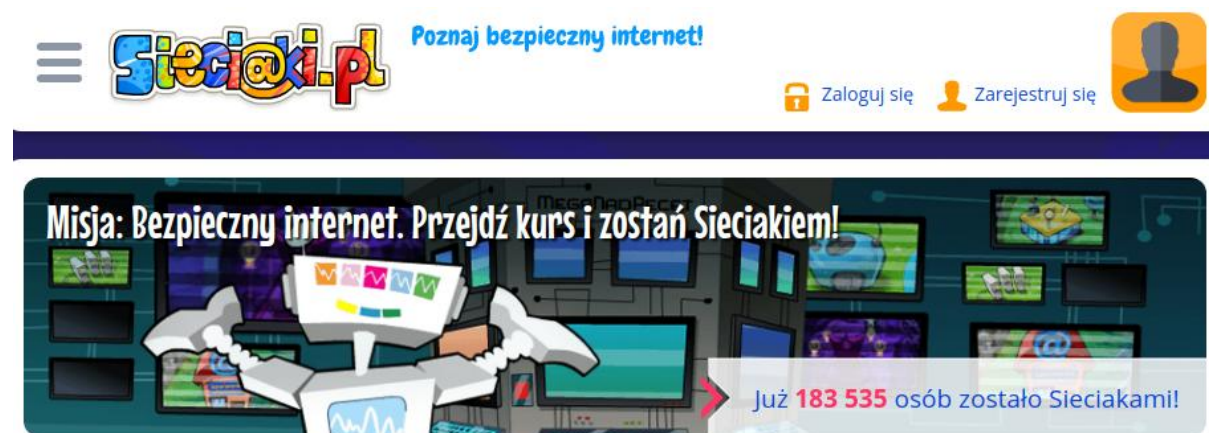 Sieci@ki.pl
Poznaj bezpieczny internet!
Zaloguj się
Zarejestruj się
MegaNadPecet
Misja: Bezpieczny internet. Przejdź kurs i zostań Sieciakiem!
@
@
Już 183 535 osób zostało Sieciakami!